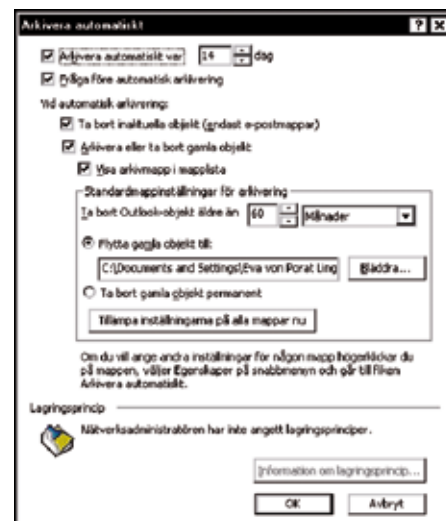 Arkivera automatiskt
Arkivera automatiskt var 14 dag
Fråga före automatisk arkivering
Vid automatisk arkivering:
Ta bort inaktuella objekt (endast e-postmappar)
Arkivera eller ta bort gamla objekt
Visa arkivmapp i mapplista
Standardmappinställningar för arkivering
Ta bort Outlook-objekt äldre än 60 Månader
Flytta gamla objekt till:
C:\Documents and Settings\Eva von Porat Ling Bläddra...
Ta bort gamla objekt permanent
Tillämpa inställningarna på alla mappar nu
Om du vill ange andra inställningar för någon mapp högerklickar du
på mappen, väljer Egenskaper på snabbmenyn och går till fliken
Arkivera automatiskt.
Lagringsprincip
Nätverksadministratören har inte angett lagringsprinciper.
Information om lagringsprincip...
OK Avbryt